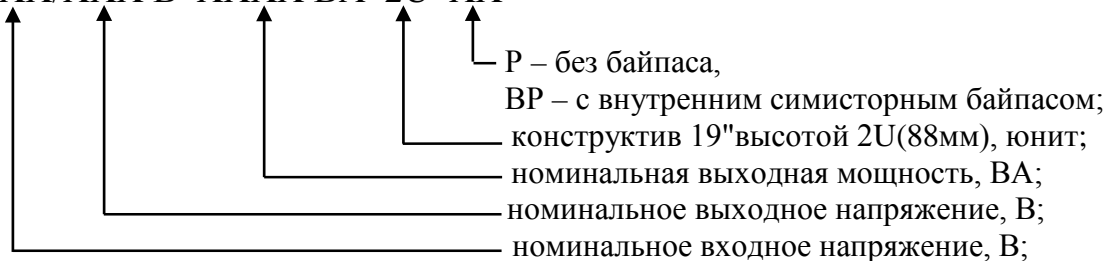 Р – без байпаса,
ВР – с внутренним симисторным байпасом;
конструктив 19"высотой 2U(88мм), юнит;
номинальная выходная мощность, ВА;
номинальное выходное напряжение, В;
номинальное входное напряжение, В;